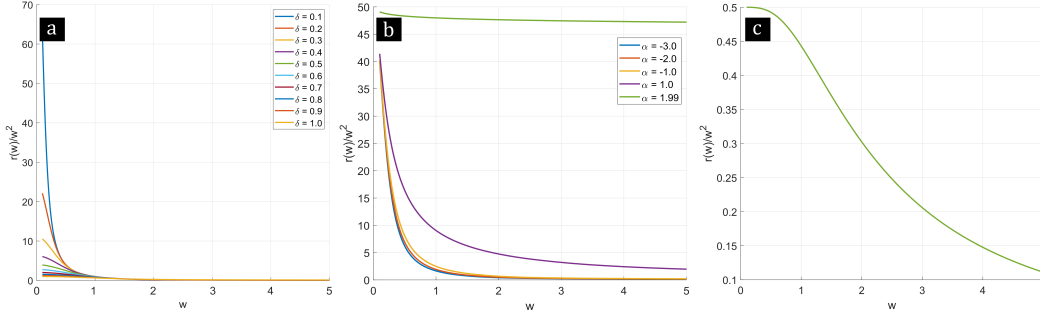 a
70
60
50
40
30
20
10
0
r(w)/w²
0 1 2 3 4 5
w
δ = 0.1
δ = 0.2
δ = 0.3
δ = 0.4
δ = 0.5
δ = 0.6
δ = 0.7
δ = 0.8
δ = 0.9
δ = 1.0
b
50
45
40
35
30
25
20
15
10
5
0
r(w)/w²
0 1 2 3 4 5
w
α = -3.0
α = -2.0
α = -1.0
α = 1.0
α = 1.99
c
0.5
0.45
0.4
0.35
0.3
0.25
0.2
0.15
0.1
r(w)/w²
0 1 2 3 4
w